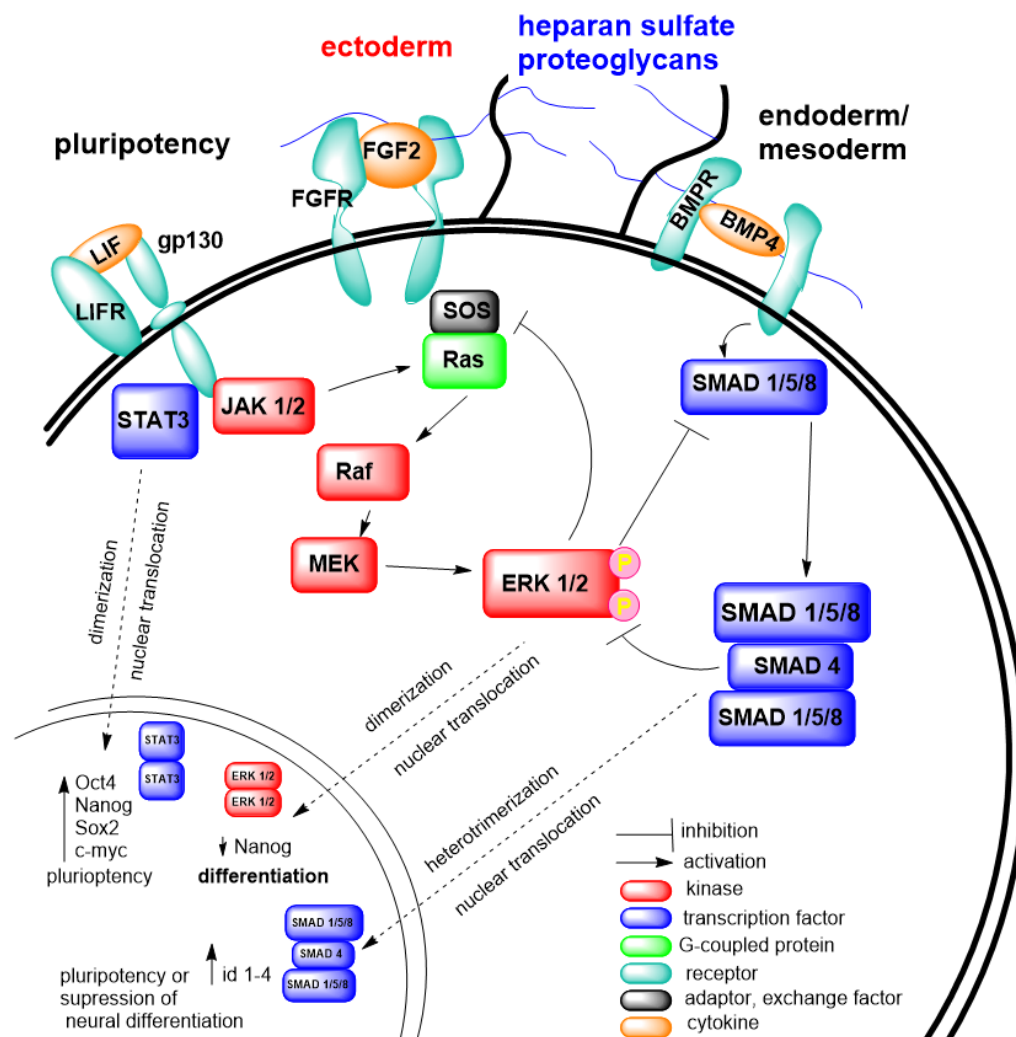 ectoderm
heparan sulfate
proteoglycans
pluripotency
endoderm/
mesoderm
FGF2
FGFR
BMPR
BMP4
LIF
gp130
LIFR
SOS
Ras
SMAD 1/5/8
STAT3
JAK 1/2
Raf
MEK
ERK 1/2
P
P
dimerization
nuclear translocation
SMAD 1/5/8
SMAD 4
SMAD 1/5/8
dimerization
nuclear translocation
heterotrimerization
nuclear translocation
STAT3
STAT3
Oct4
Nanog
Sox2
c-myc
plurioptency
ERK 1/2
ERK 1/2
Nanog
differentiation
SMAD 1/5/8
SMAD 4
SMAD 1/5/8
id 1-4
pluripotency or
supression of
neural differentiation
inhibition
activation
kinase
transcription factor
G-coupled protein
receptor
adaptor, exchange factor
cytokine